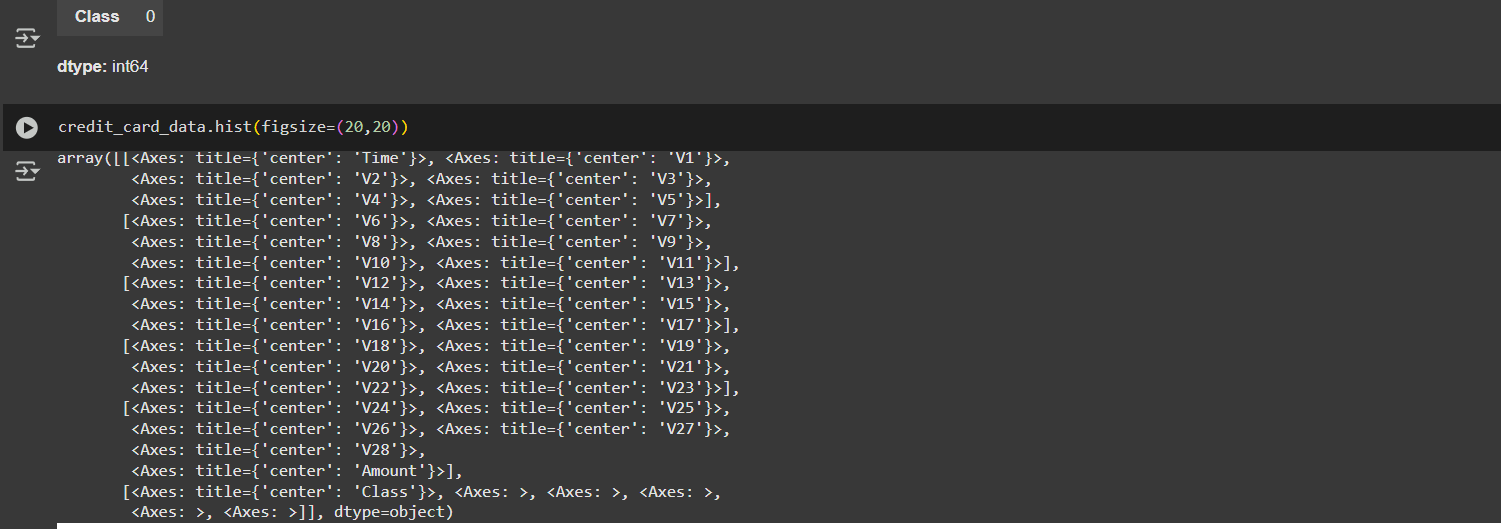 Class 0
dtype: int64
credit_card_data.hist(figsize=(20,20))
array([[<Axes: title={'center': 'Time'}>, <Axes: title={'center': 'V1'}>,
<Axes: title={'center': 'V2'}>, <Axes: title={'center': 'V3'}>,
<Axes: title={'center': 'V4'}>, <Axes: title={'center': 'V5'}>],
[<Axes: title={'center': 'V6'}>, <Axes: title={'center': 'V7'}>,
<Axes: title={'center': 'V8'}>, <Axes: title={'center': 'V9'}>,
<Axes: title={'center': 'V10'}>, <Axes: title={'center': 'V11'}>],
[<Axes: title={'center': 'V12'}>, <Axes: title={'center': 'V13'}>,
<Axes: title={'center': 'V14'}>, <Axes: title={'center': 'V15'}>,
<Axes: title={'center': 'V16'}>, <Axes: title={'center': 'V17'}>],
[<Axes: title={'center': 'V18'}>, <Axes: title={'center': 'V19'}>,
<Axes: title={'center': 'V20'}>, <Axes: title={'center': 'V21'}>,
<Axes: title={'center': 'V22'}>, <Axes: title={'center': 'V23'}>],
[<Axes: title={'center': 'V24'}>, <Axes: title={'center': 'V25'}>,
<Axes: title={'center': 'V26'}>, <Axes: title={'center': 'V27'}>,
<Axes: title={'center': 'V28'}>,
<Axes: title={'center': 'Amount'}>],
[<Axes: title={'center': 'Class'}>, <Axes: >, <Axes: >, <Axes: >,
<Axes: >, <Axes: >]], dtype=object)